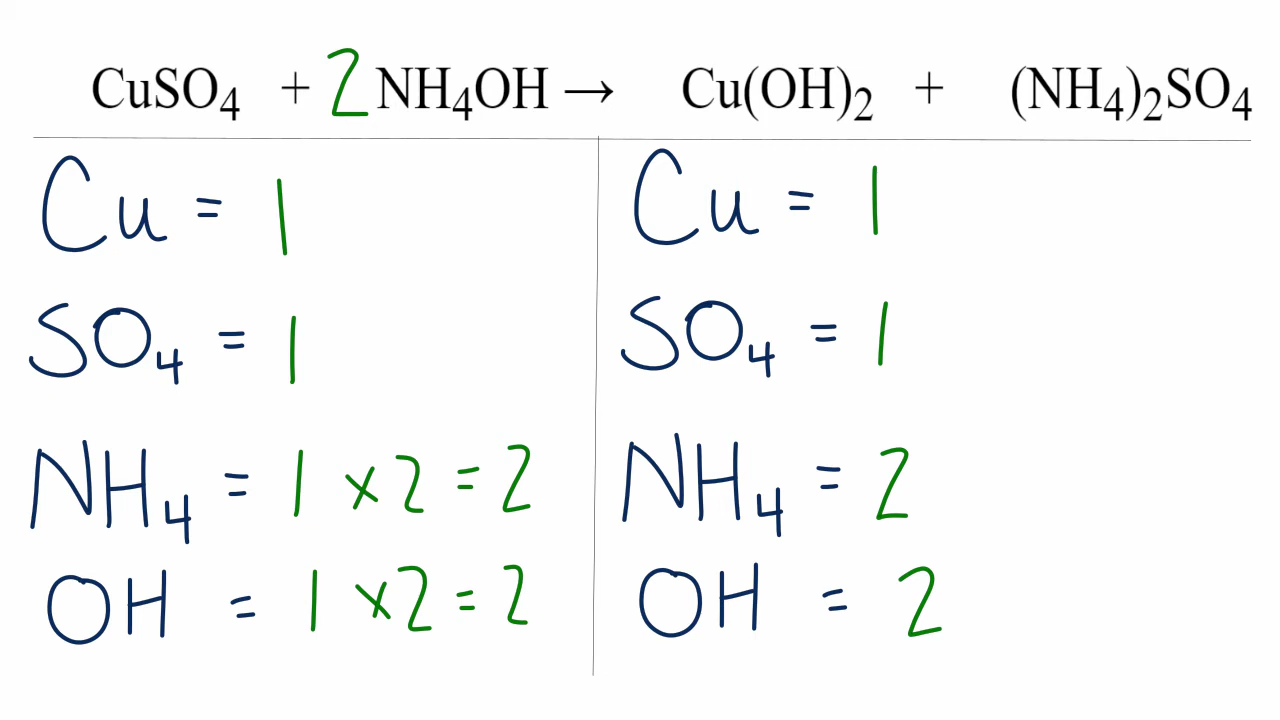 CuSO4 + 2 NH4OH → Cu(OH)2 + (NH4)2SO4
Cu = 1
SO4 = 1
NH4 = 1 x 2 = 2
OH = 1 x 2 = 2
Cu = 1
SO4 = 1
NH4 = 2
OH = 2